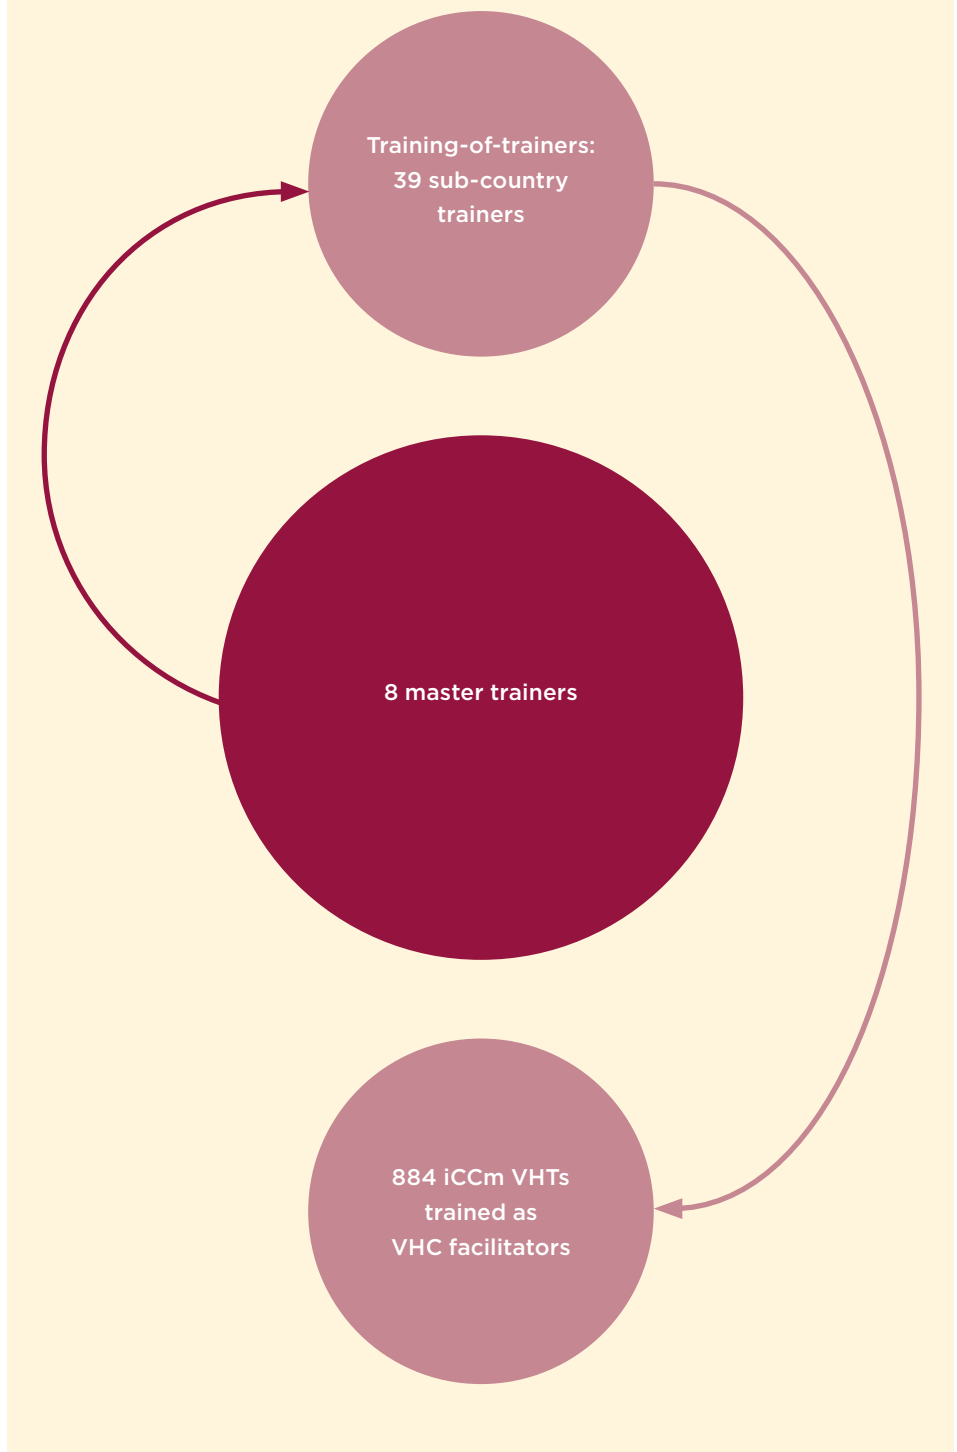 Training-of-trainers:
39 sub-country
trainers
8 master trainers
884 iCCm VHTs
trained as
VHC facilitators